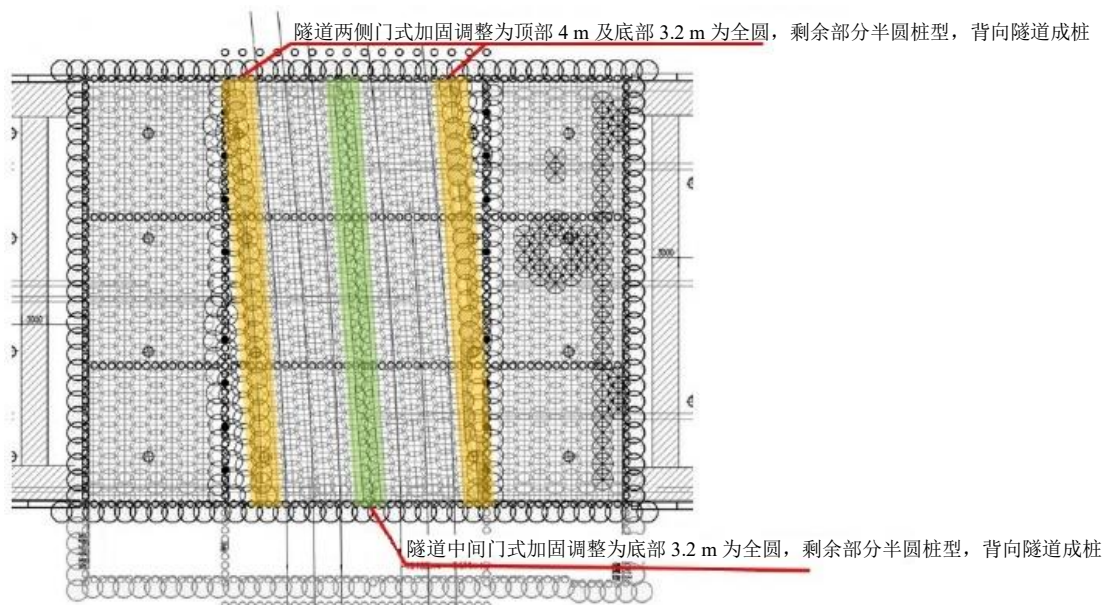 隧道两侧门式加固调整为顶部 4 m 及底部 3.2 m 为全圆，剩余部分半圆桩型，背向隧道成桩
隧道中间门式加固调整为底部 3.2 m 为全圆，剩余部分半圆桩型，背向隧道成桩